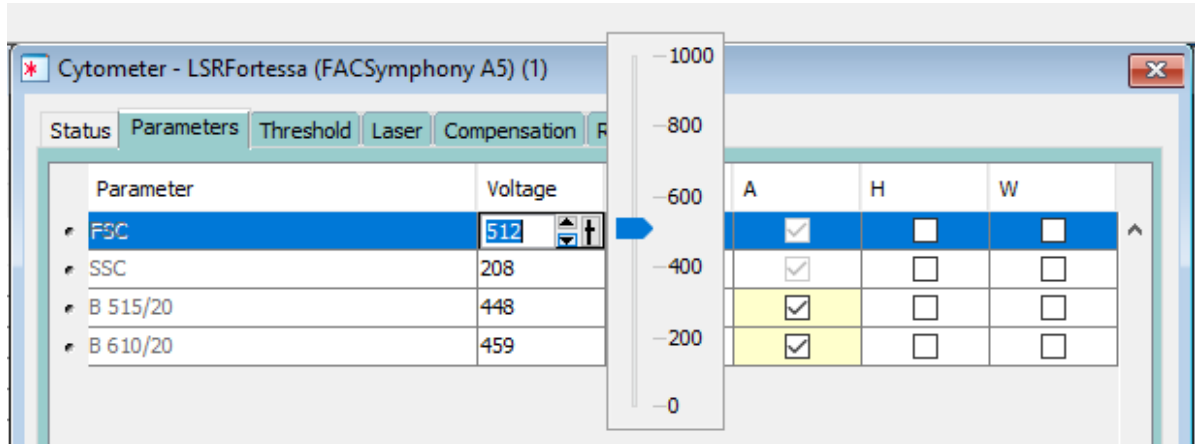 Cytometer - LSRFortessa (FACSymphony A5) (1)
Status Parameters Threshold Laser Compensation
Parameter Voltage A H W
FSC 512
SSC 208
B 515/20 448
B 610/20 459
1000
800
600
400
200
0